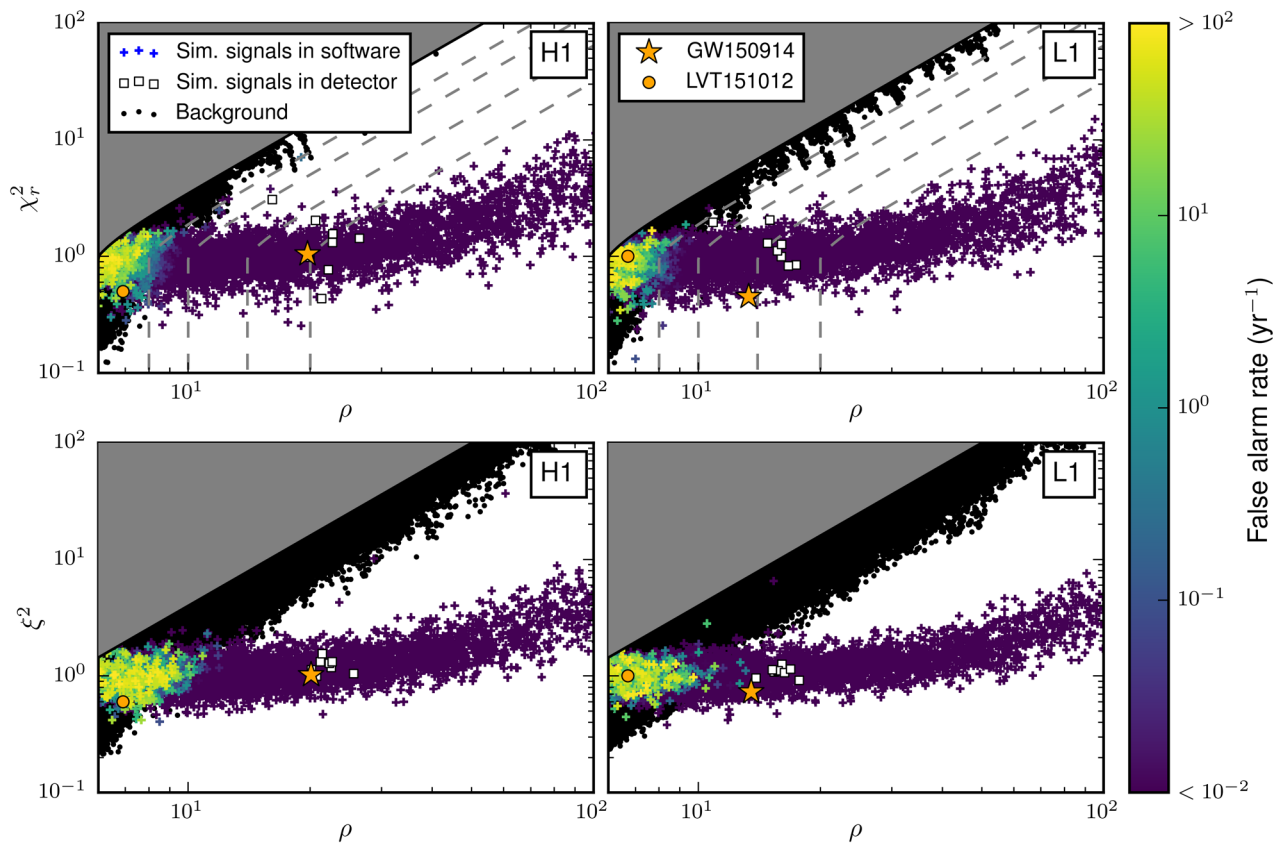 10²
10¹
10⁰
10⁻¹
χ²ᵣ
Sim. signals in software
Sim. signals in detector
Background
H1
10¹
10²
ρ
GW150914
LVT151012
L1
10¹
10²
ρ
10²
10¹
10⁰
10⁻¹
ξ²
H1
10¹
10²
ρ
L1
10¹
10²
ρ
> 10²
10¹
10⁰
10⁻¹
< 10⁻²
False alarm rate (yr⁻¹)